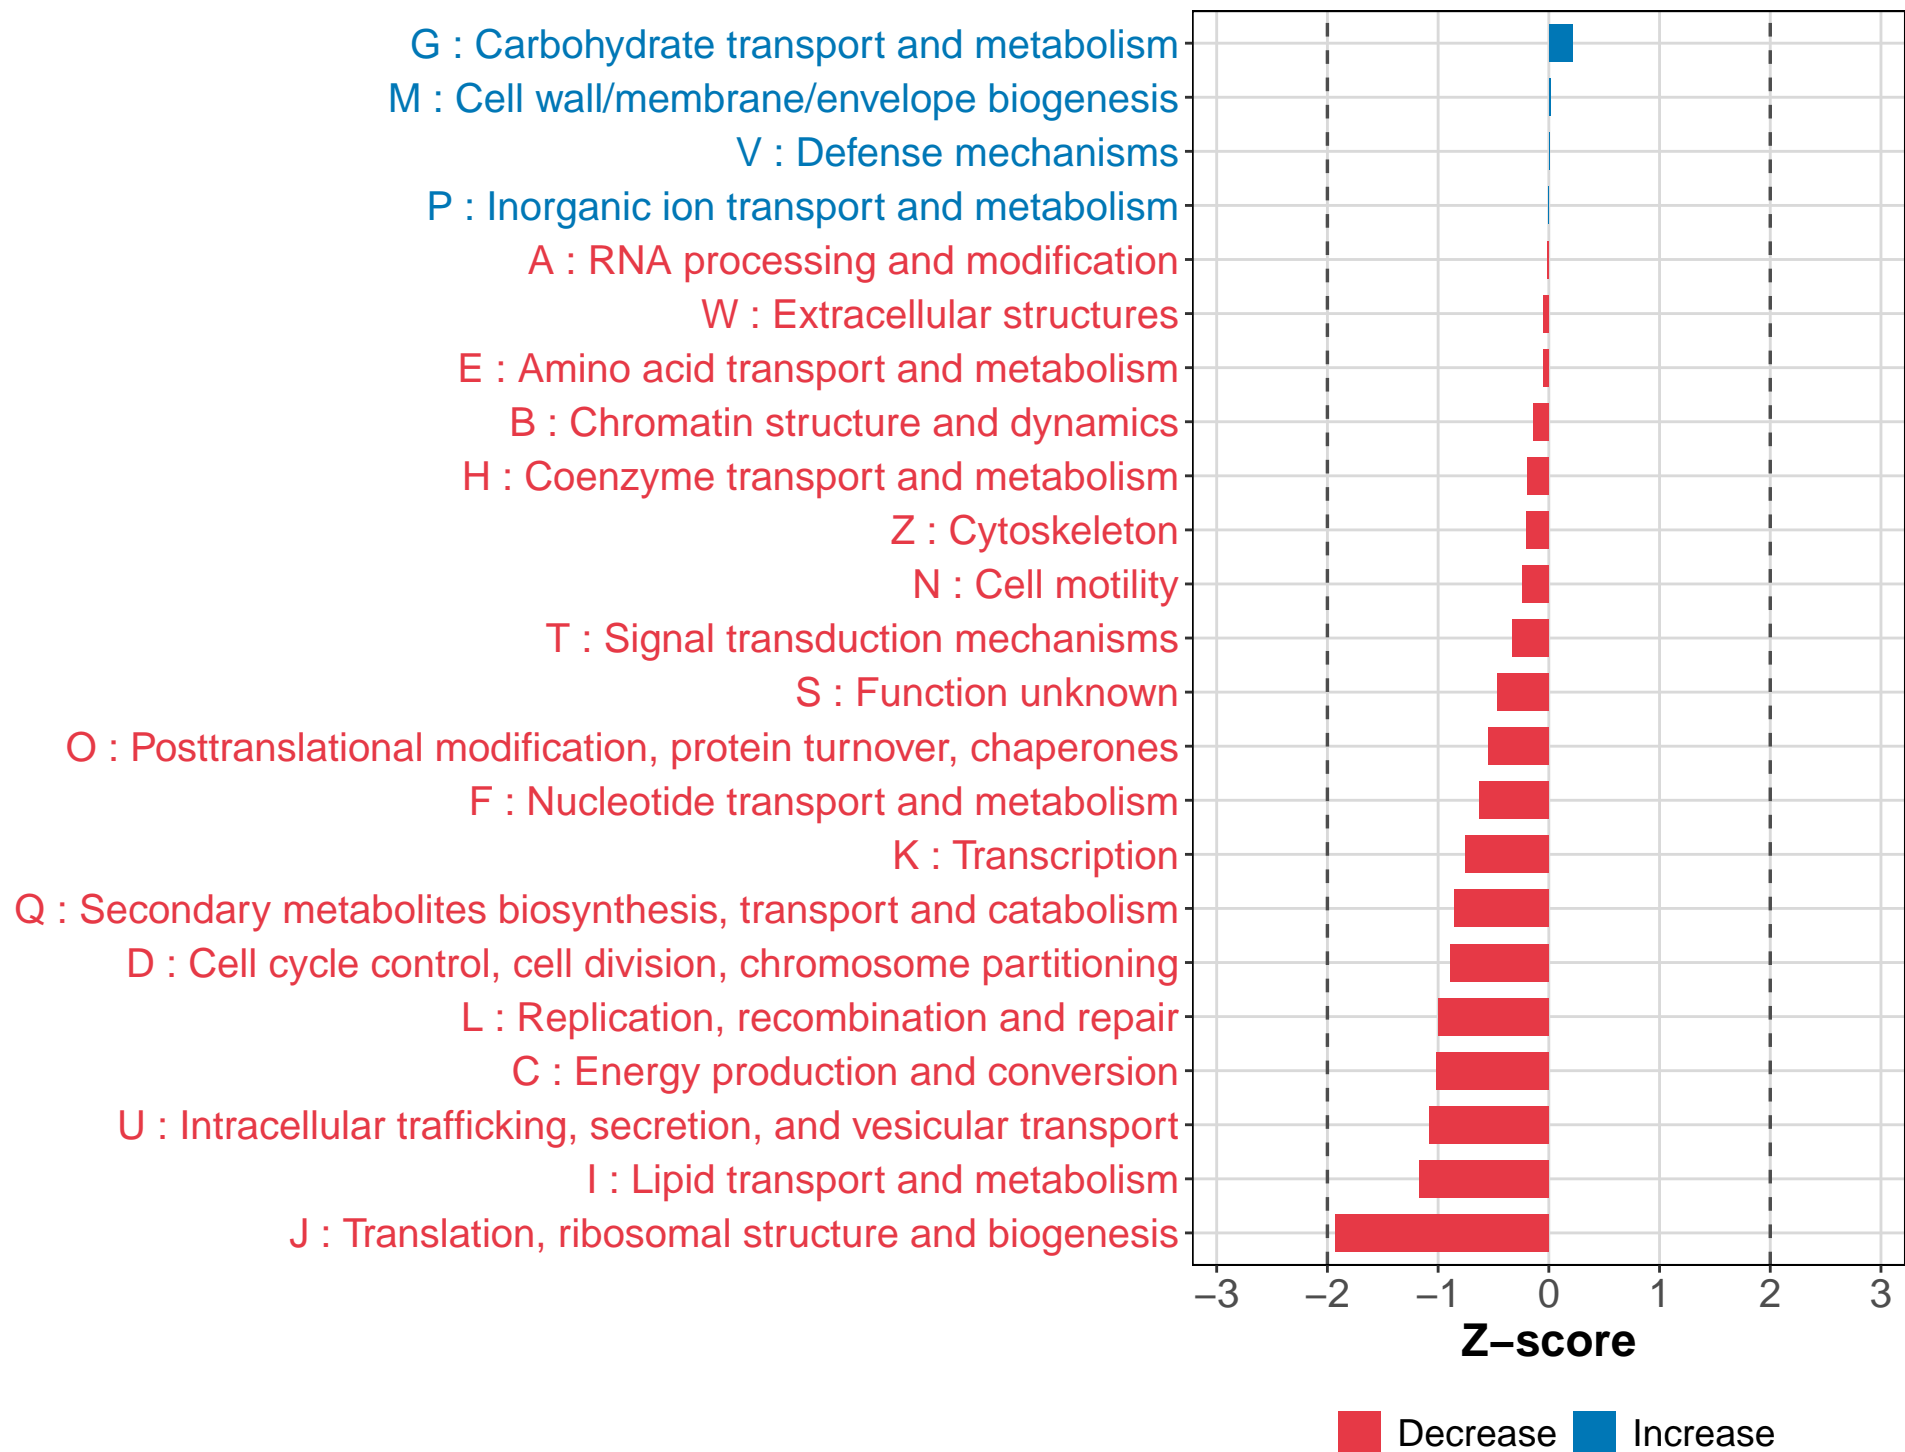 G : Carbohydrate transport and metabolism
M : Cell wall/membrane/envelope biogenesis
V : Defense mechanisms
P : Inorganic ion transport and metabolism
A : RNA processing and modification
W : Extracellular structures
E : Amino acid transport and metabolism
B : Chromatin structure and dynamics
H : Coenzyme transport and metabolism
Z : Cytoskeleton
N : Cell motility
T : Signal transduction mechanisms
S : Function unknown
O : Posttranslational modification, protein turnover, chaperones
F : Nucleotide transport and metabolism
K : Transcription
Q : Secondary metabolites biosynthesis, transport and catabolism
D : Cell cycle control, cell division, chromosome partitioning
L : Replication, recombination and repair
C : Energy production and conversion
U : Intracellular trafficking, secretion, and vesicular transport
I : Lipid transport and metabolism
J : Translation, ribosomal structure and biogenesis
−3 −2 −1 0 1 2 3
Z−score
Decrease Increase